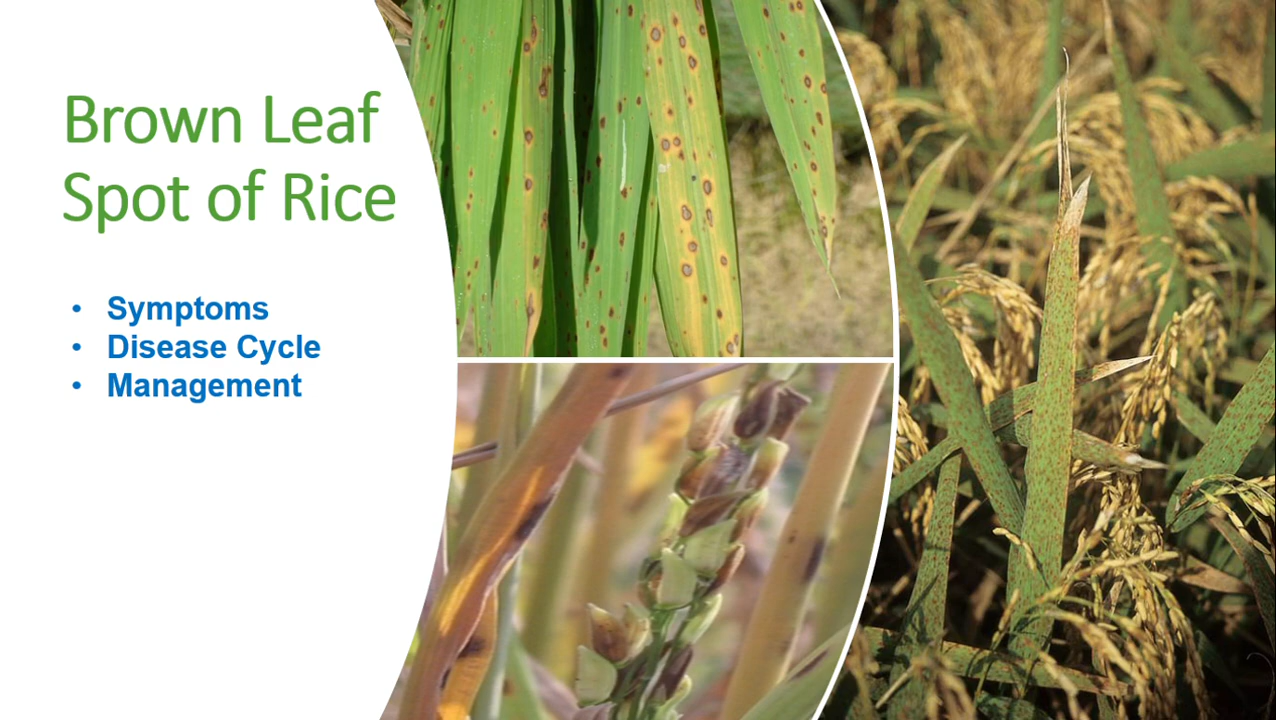 Brown Leaf
Spot of Rice
• Symptoms
• Disease Cycle
• Management